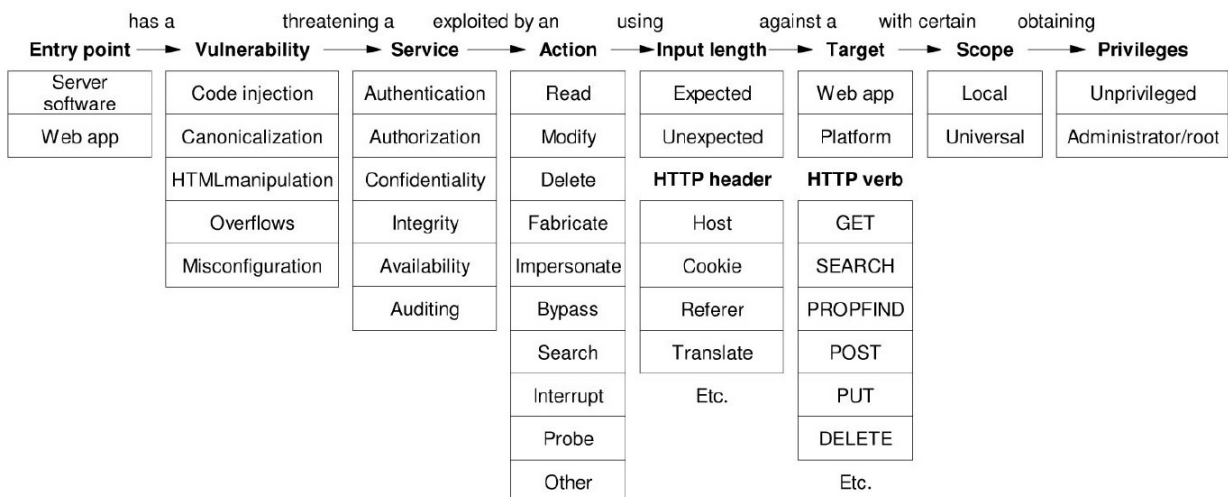 has a threatening a exploited by an using against a with certain obtaining
Entry point Vulnerability Service Action Input length Target Scope Privileges
Server
software
Code injection Authentication Read Expected Web app Local Unprivileged
Web app Canonicalization Authorization Modify Unexpected Platform Universal Administrator/root
HTMLmanipulation Confidentiality Delete HTTP header HTTP verb
Overflows Integrity Fabricate Host GET
Misconfiguration Availability Impersonate Cookie SEARCH
Auditing Bypass Referer PROPFIND
Search Translate POST
Interrupt Etc. PUT
Probe DELETE
Other Etc.